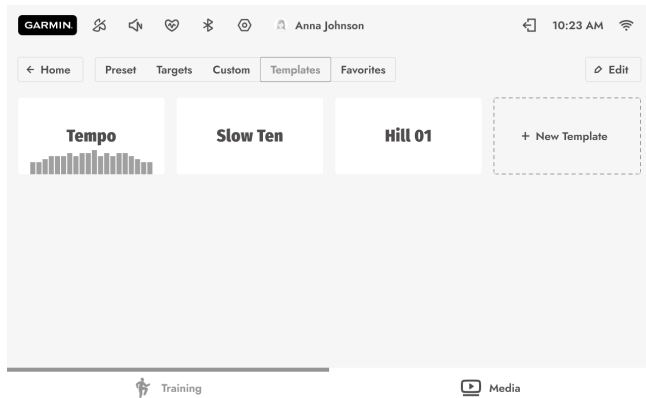 GARMIN. Anna Johnson 10:23 AM
← Home Preset Targets Custom Templates Favorites Edit
Tempo Slow Ten Hill 01 + New Template
Training Media